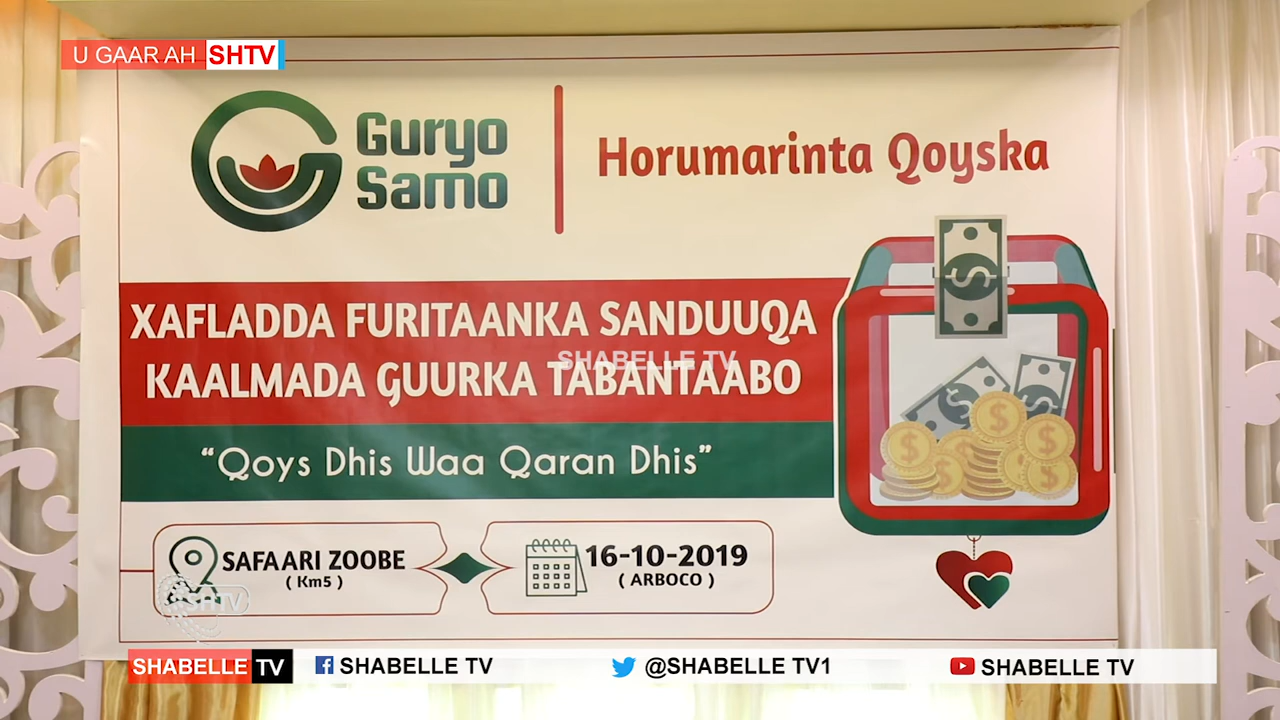 U GAAR AH SHTV
Guryo
Samo
Horumarinta Qoyska
XAFLADDA FURITAANKA SANDUUQA
KAALMADA GUURKA TABANTAABO
SHABELLE TV
"Qoys Dhis Waa Qaran Dhis"
SAFAARI ZOOBE
( Km5 )
16-10-2019
( ARBOCO )
SHTV
SHABELLE TV
SHABELLE TV
@SHABELLE TV1
SHABELLE TV